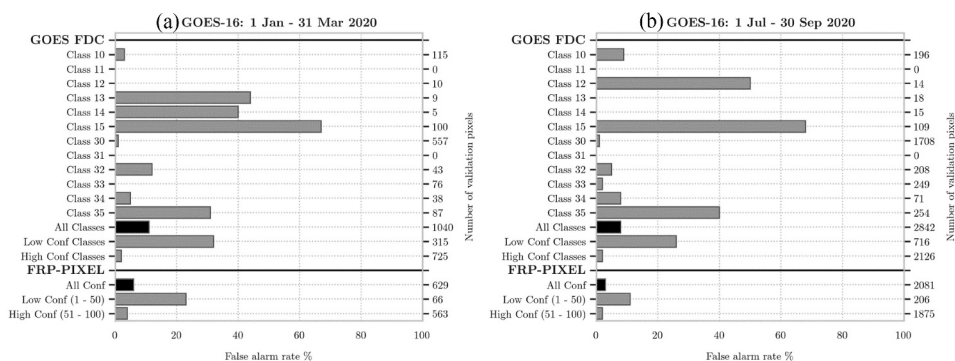 (a) GOES-16: 1 Jan - 31 Mar 2020
GOES FDC
Class 10 115
Class 11 0
Class 12 10
Class 13 9
Class 14 5
Class 15 100
Class 30 557
Class 31 0
Class 32 43
Class 33 76
Class 34 38
Class 35 87
All Classes 1040
Low Conf Classes 315
High Conf Classes 725
FRP-PIXEL
All Conf 629
Low Conf (1 - 50) 66
High Conf (51 - 100) 563
Number of validation pixels
0 20 40 60 80 100
False alarm rate %
(b) GOES-16: 1 Jul - 30 Sep 2020
GOES FDC
Class 10 196
Class 11 0
Class 12 14
Class 13 18
Class 14 15
Class 15 109
Class 30 1708
Class 31 0
Class 32 208
Class 33 249
Class 34 71
Class 35 254
All Classes 2842
Low Conf Classes 716
High Conf Classes 2126
FRP-PIXEL
All Conf 2081
Low Conf (1 - 50) 206
High Conf (51 - 100) 1875
Number of validation pixels
0 20 40 60 80 100
False alarm rate %